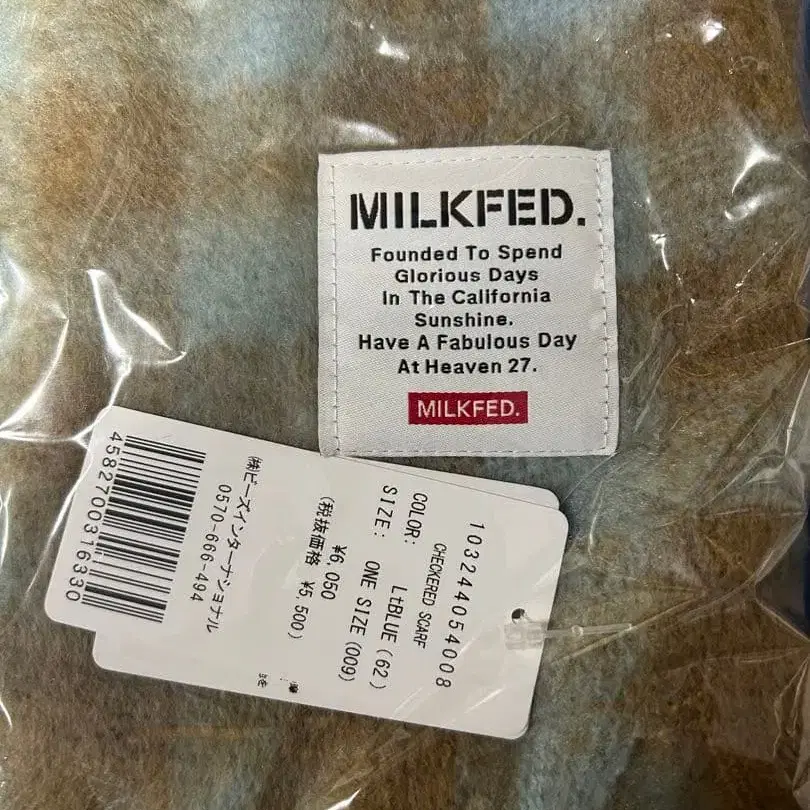 MILKFED.
Founded To Spend
Glorious Days
In The California
Sunshine.
Have A Fabulous Day
At Heaven 27.
MILKFED.
103244054008
CHECKERED SCARF
COLOR: LtBLUE(62)
SIZE: ONE SIZE(009)
¥6,050
(税抜価格 ¥5,500)
㈱ビーズインターナショナル
0570-666-494
4582700316330